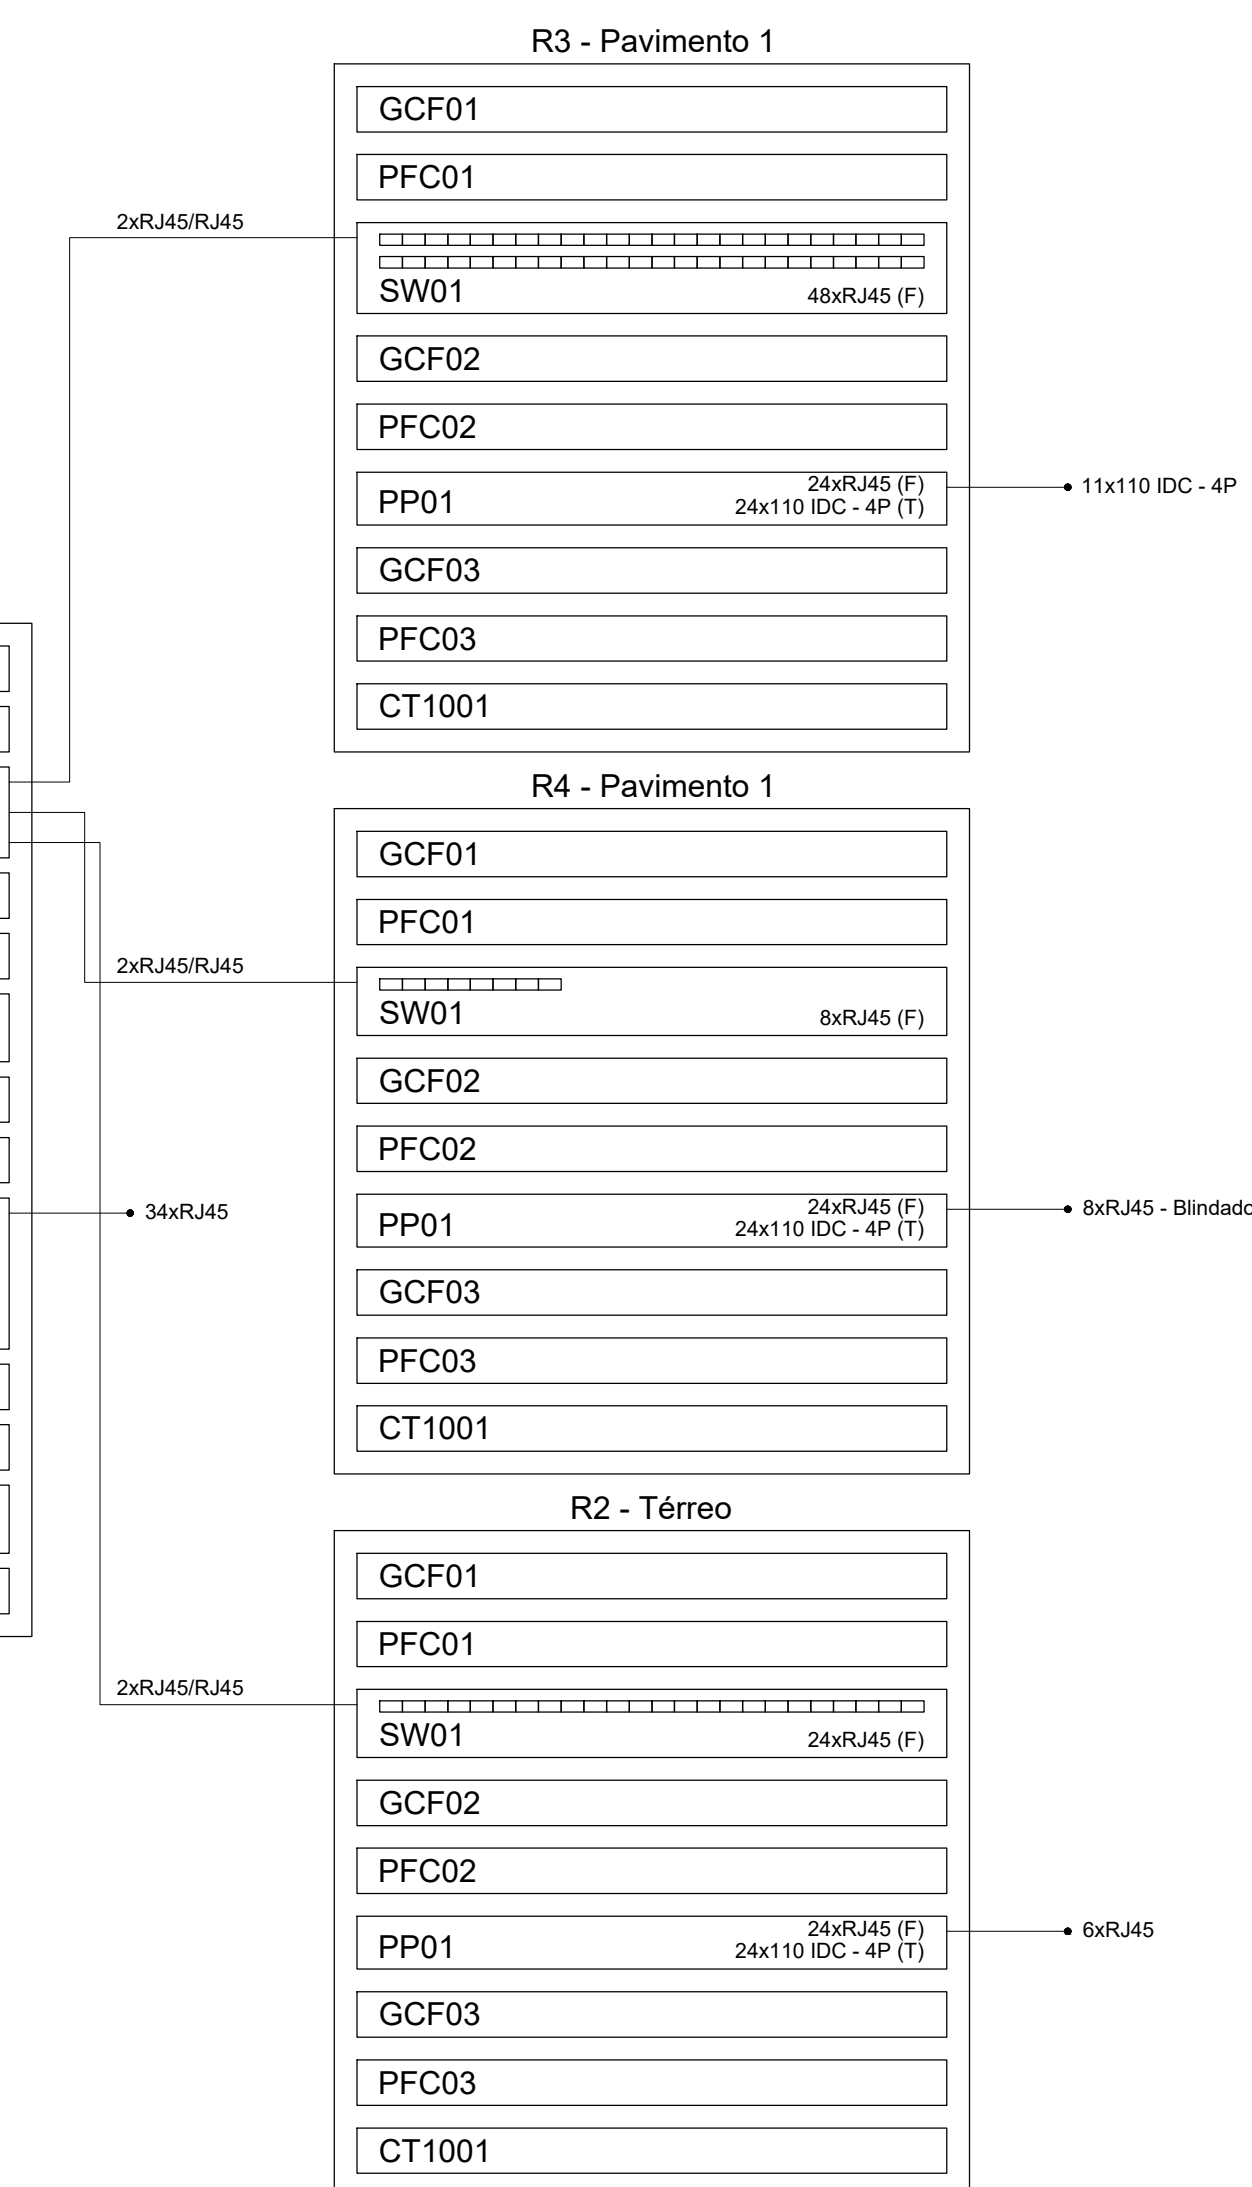 R3 - Pavimento 1
GCF01
PFC01
2xRJ45/RJ45
SW01
48xRJ45 (F)
GCF02
PFC02
PP01
24xRJ45 (F)
24x110 IDC - 4P (T)
11x110 IDC - 4P
GCF03
PFC03
CT1001
R4 - Pavimento 1
GCF01
PFC01
2xRJ45/RJ45
SW01
8xRJ45 (F)
GCF02
PFC02
34xRJ45
PP01
24xRJ45 (F)
24x110 IDC - 4P (T)
8xRJ45 - Blindado
GCF03
PFC03
CT1001
R2 - Térreo
GCF01
PFC01
2xRJ45/RJ45
SW01
24xRJ45 (F)
GCF02
PFC02
PP01
24xRJ45 (F)
24x110 IDC - 4P (T)
6xRJ45
GCF03
PFC03
CT1001